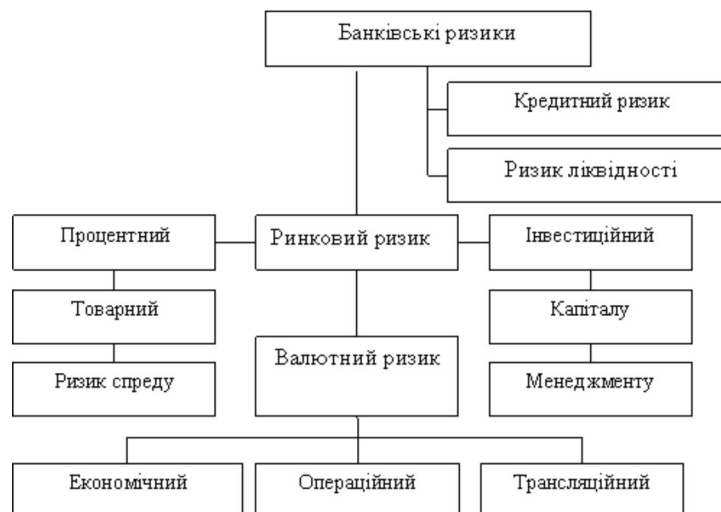 Банківські ризики
Кредитний ризик
Ризик ліквідності
Процентний
Ринковий ризик
Інвестиційний
Товарний
Капіталу
Валютний ризик
Ризик спреду
Менеджменту
Економічний
Операційний
Трансляційний